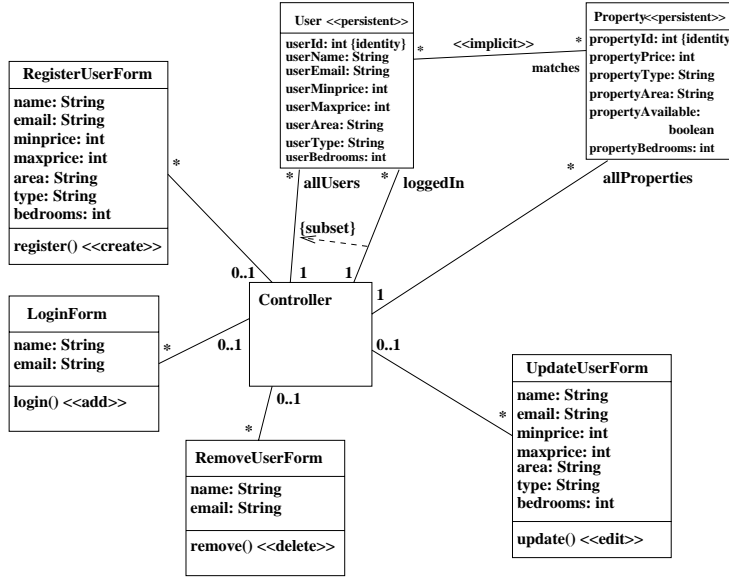 User <<persistent>>
userId: int {identity}
userName: String
userEmail: String
userMinprice: int
userMaxprice: int
userArea: String
userType: String
userBedrooms: int
Property<<persistent>>
propertyId: int {identity
propertyPrice: int
propertyType: String
propertyArea: String
propertyAvailable:
boolean
propertyBedrooms: int
*
<<implicit>>
*
matches
RegisterUserForm
name: String
email: String
minprice: int
maxprice: int
area: String
type: String
bedrooms: int
register() <<create>>
*
0..1
*
allUsers
*
loggedIn
{subset}
1
1
*
allProperties
1
Controller
LoginForm
name: String
email: String
login() <<add>>
*
0..1
0..1
*
RemoveUserForm
name: String
email: String
remove() <<delete>>
0..1
*
UpdateUserForm
name: String
email: String
minprice: int
maxprice: int
area: String
type: String
bedrooms: int
update() <<edit>>